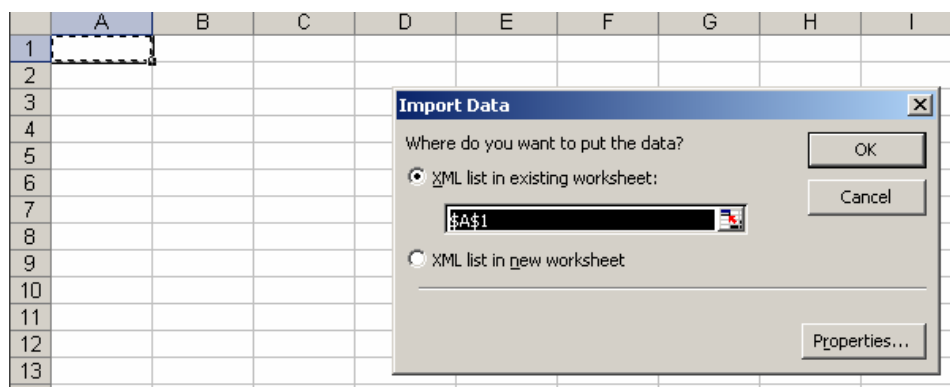 A B C D E F G H I
1
2
3
Import Data
4
Where do you want to put the data?
OK
5
6
XML list in existing worksheet:
Cancel
7
$A$1
8
9
XML list in new worksheet
10
11
12
Properties...
13